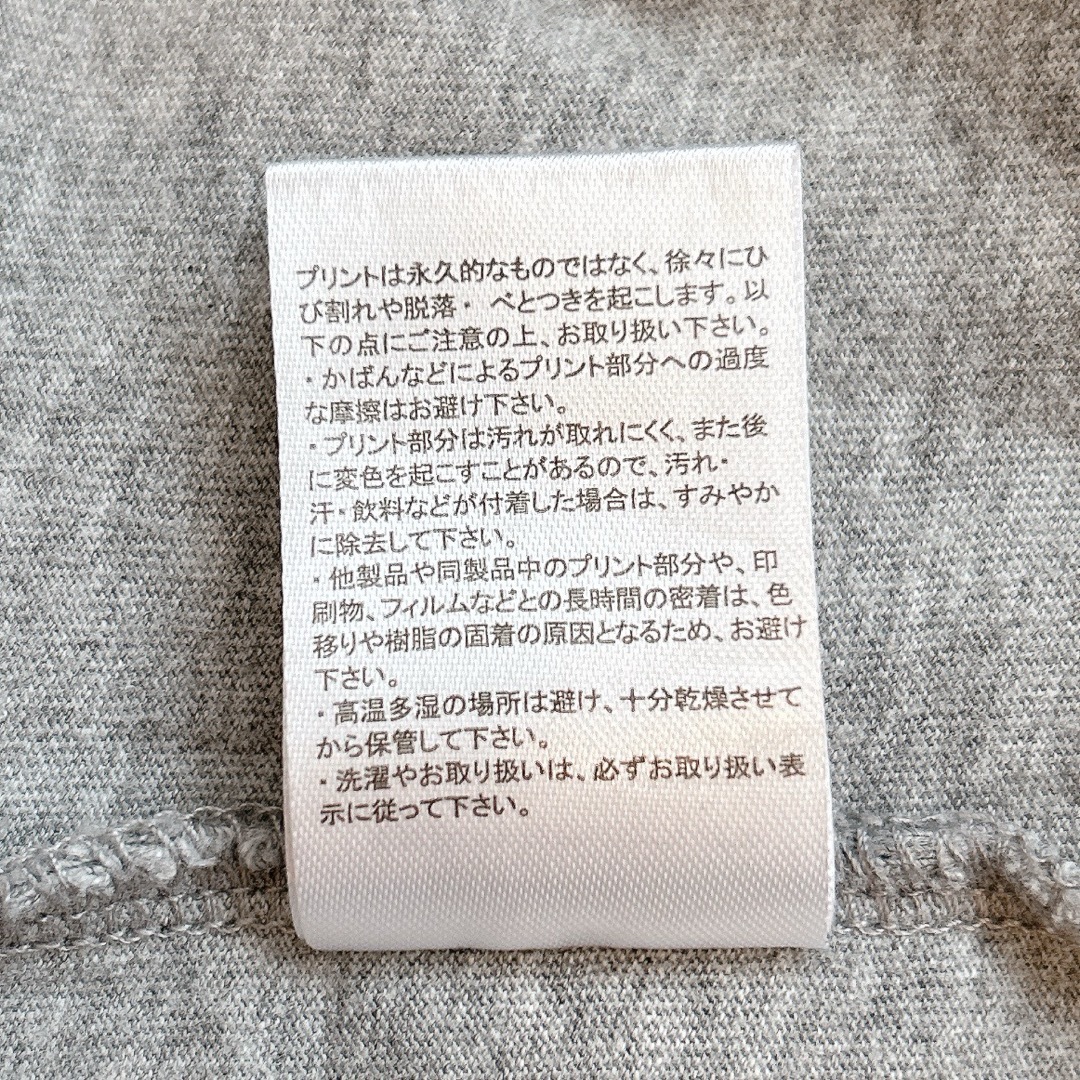 プリントは永久的なものではなく、徐々にひ
び割れや脱落・ べとつきを起こします。以
下の点にご注意の上、お取り扱い下さい。
・かばんなどによるプリント部分への過度
な摩擦はお避け下さい。
・プリント部分は汚れが取れにくく、また後
に変色を起こすことがあるので、汚れ・
汗・飲料などが付着した場合は、すみやか
に除去して下さい。
・他製品や同製品中のプリント部分や、印
刷物、フィルムなどとの長時間の密着は、色
移りや樹脂の固着の原因となるため、お避け
下さい。
・高温多湿の場所は避け、十分乾燥させて
から保管して下さい。
・洗濯やお取り扱いは、必ずお取り扱い表
示に従って下さい。